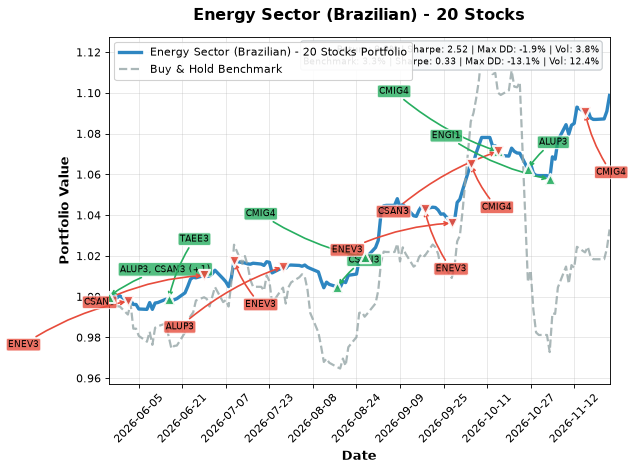 Energy Sector (Brazilian) - 20 Stocks
Energy Sector (Brazilian) - 20 Stocks Portfolio
Buy & Hold Benchmark
Sharpe: 2.52 | Max DD: -1.9% | Vol: 3.8%
Benchmark: 3.3% | Sharpe: 0.33 | Max DD: -13.1% | Vol: 12.4%
Portfolio Value
1.12
1.10
1.08
1.06
1.04
1.02
1.00
0.98
0.96
CMIG4
ENGI1
ALUP3
CMIG4
CSAN3
CMIG4
TAEE3
CMIG4
ENEV3
ENEV3
ALUP3, CSAN3 (+1)
CSAN
ENEV3
ALUP3
ENEV3
2026-06-05
2026-06-21
2026-07-07
2026-07-23
2026-08-08
2026-08-24
2026-09-09
2026-09-25
2026-10-11
2026-10-27
2026-11-12
Date